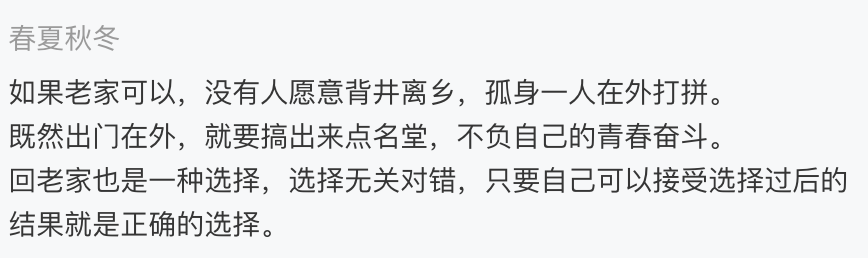 春夏秋冬
如果老家可以，没有人愿意背井离乡，孤身一人在外打拼。
既然出门在外，就要搞出来点名堂，不负自己的青春奋斗。
回老家也是一种选择，选择无关对错，只要自己可以接受选择过后的
结果就是正确的选择。